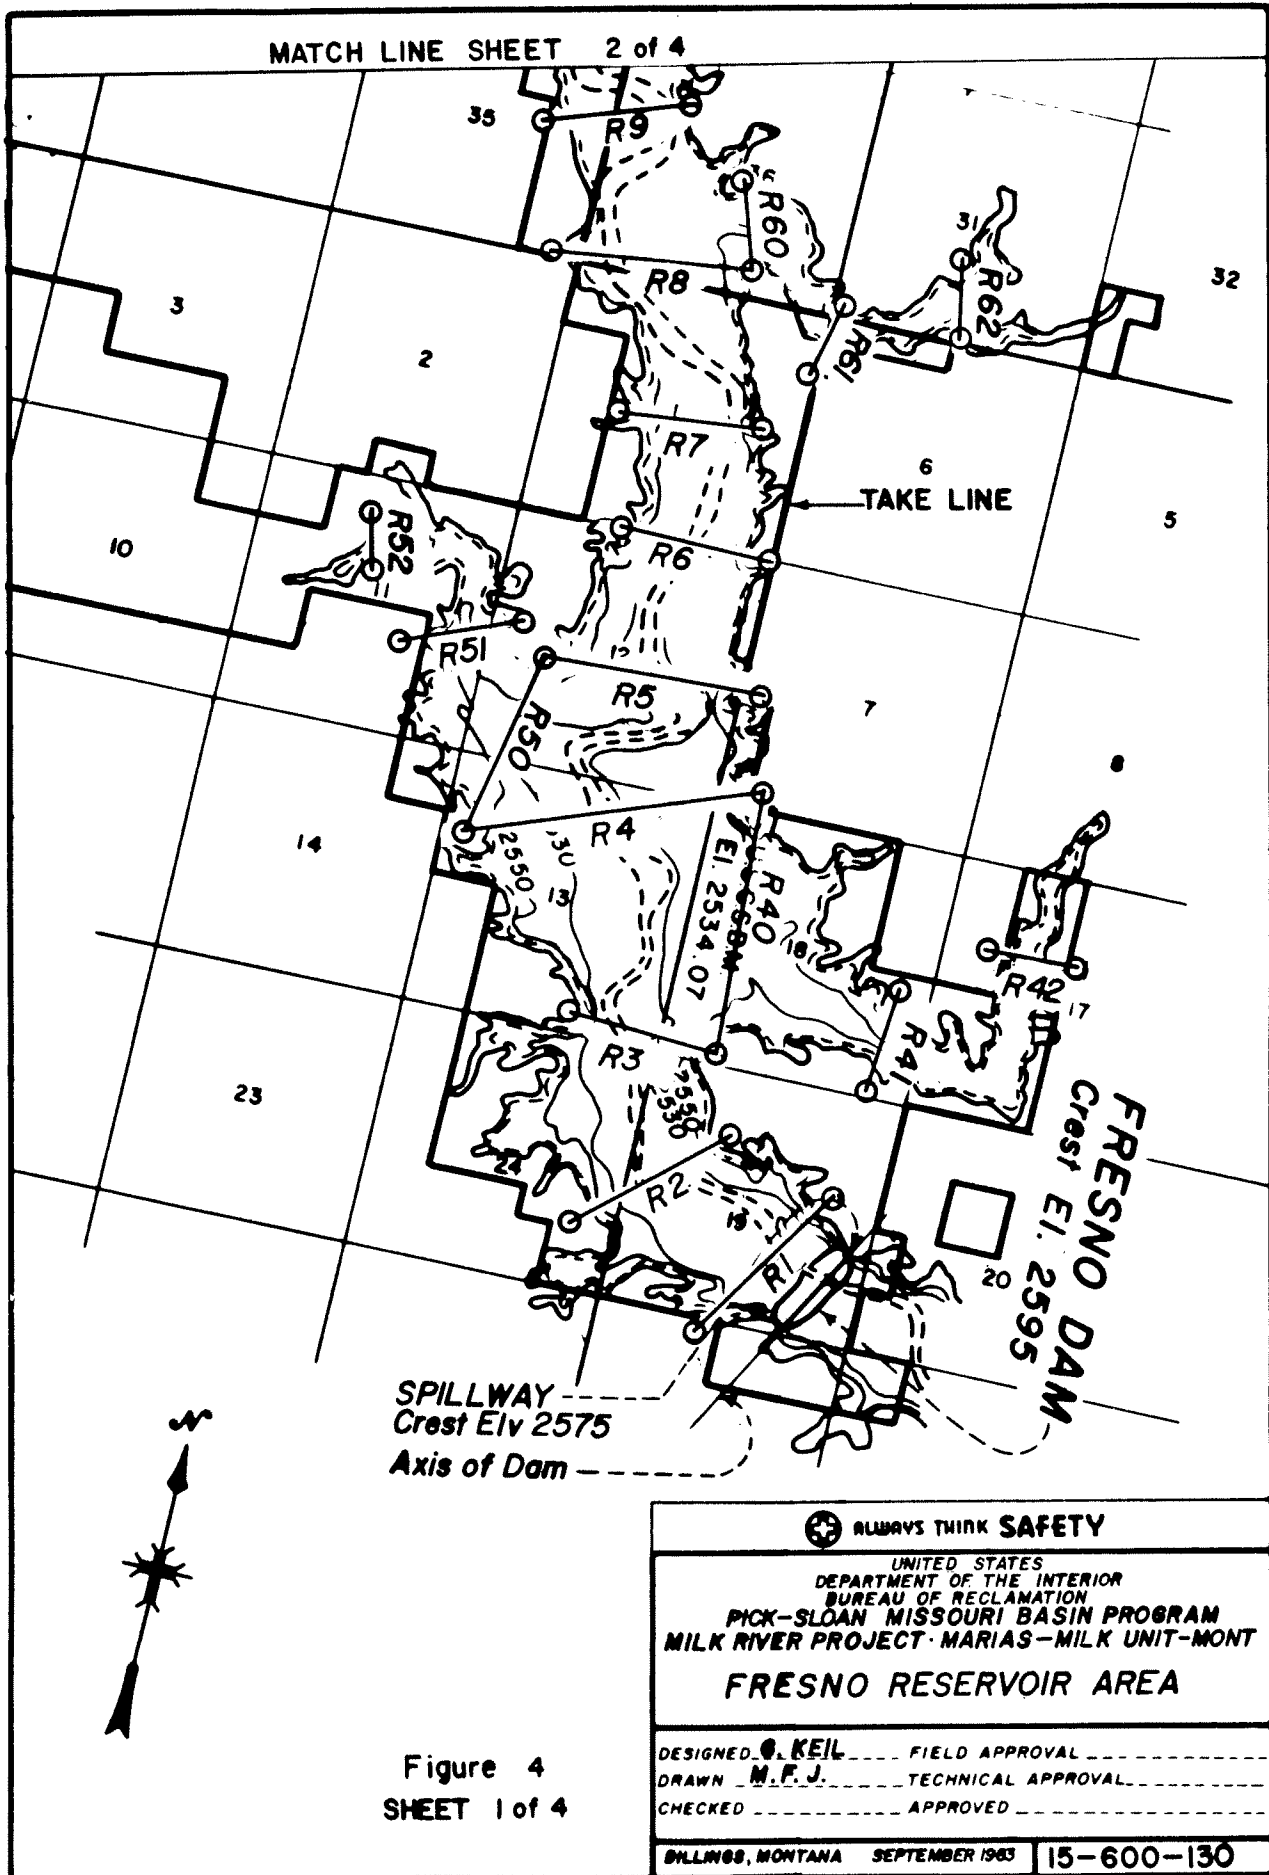 MATCH LINE SHEET 2 of 4
35
R9
36
R60
31
R62
32
R8
3
2
R61
R7
6
TAKE LINE
5
10
R52
R6
R51
12
R5
7
R50
8
R4
14
2550
13
El. 2534.07
R40
18
R42
17
R3
R41
23
2550
24
R2
19
R1
20
FRESNO DAM
Crest El. 2595
SPILLWAY
Crest Elv 2575
Axis of Dam
N
ALWAYS THINK SAFETY
UNITED STATES
DEPARTMENT OF THE INTERIOR
BUREAU OF RECLAMATION
PICK-SLOAN MISSOURI BASIN PROGRAM
MILK RIVER PROJECT · MARIAS-MILK UNIT-MONT
FRESNO RESERVOIR AREA
DESIGNED G. KEIL FIELD APPROVAL
DRAWN M.F.J. TECHNICAL APPROVAL
CHECKED APPROVED
BILLINGS, MONTANA SEPTEMBER 1983 15-600-130
Figure 4
SHEET 1 of 4